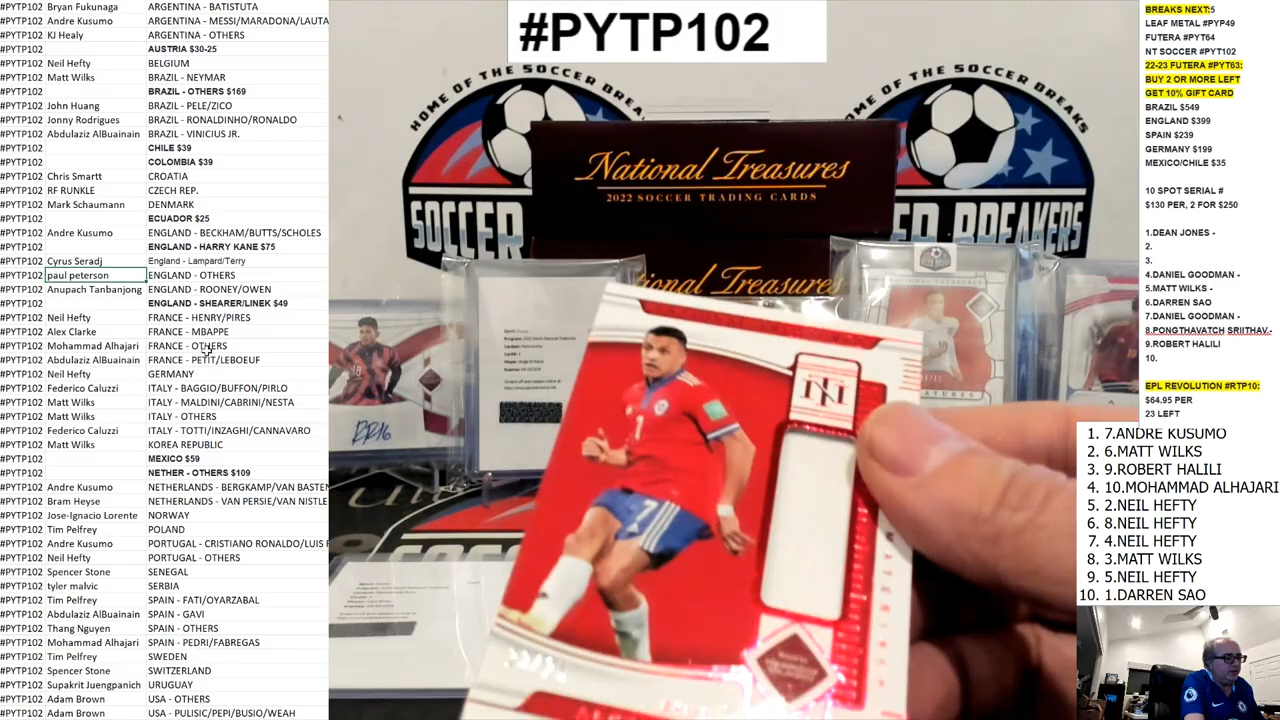 #PYTP102 Bryan Fukunaga ARGENTINA - BATISTUTA
#PYTP102 Andre Kusumo ARGENTINA - MESSI/MARADONA/LAUTA
#PYTP102 KJ Healy ARGENTINA - OTHERS
#PYTP102 AUSTRIA $30-25
#PYTP102 Neil Hefty BELGIUM
#PYTP102 Matt Wilks BRAZIL - NEYMAR
#PYTP102 BRAZIL - OTHERS $169
#PYTP102 John Huang BRAZIL - PELE/ZICO
#PYTP102 Jonny Rodrigues BRAZIL - RONALDINHO/RONALDO
#PYTP102 Abdulaziz AlBuainain BRAZIL - VINICIUS JR.
#PYTP102 CHILE $39
#PYTP102 COLOMBIA $39
#PYTP102 Chris Smartt CROATIA
#PYTP102 RF RUNKLE CZECH REP.
#PYTP102 Mark Schaumann DENMARK
#PYTP102 ECUADOR $25
#PYTP102 Andre Kusumo ENGLAND - BECKHAM/BUTTS/SCHOLES
#PYTP102 ENGLAND - HARRY KANE $75
#PYTP102 Cyrus Seradj England - Lampard/Terry
#PYTP102 paul peterson ENGLAND - OTHERS
#PYTP102 Anupach Tanbanjong ENGLAND - ROONEY/OWEN
#PYTP102 ENGLAND - SHEARER/LINEK $49
#PYTP102 Neil Hefty FRANCE - HENRY/PIRES
#PYTP102 Alex Clarke FRANCE - MBAPPE
#PYTP102 Mohammad Alhajari FRANCE - OTHERS
#PYTP102 Abdulaziz AlBuainain FRANCE - PETIT/LEBOEUF
#PYTP102 Neil Hefty GERMANY
#PYTP102 Federico Caluzzi ITALY - BAGGIO/BUFFON/PIRLO
#PYTP102 Matt Wilks ITALY - MALDINI/FABRINI/NESTA
#PYTP102 Matt Wilks ITALY - OTHERS
#PYTP102 Federico Caluzzi ITALY - TOTTI/INZAGHI/CANNAVARO
#PYTP102 Matt Wilks KOREA REPUBLIC
#PYTP102 MEXICO $59
#PYTP102 NETHER - OTHERS $109
#PYTP102 Andre Kusumo NETHERLANDS - BERGKAMP/VAN BASTEN
#PYTP102 Bram Heyse NETHERLANDS - VAN PERSIE/VAN NISTLE
#PYTP102 Jose-Ignacio Lorente NORWAY
#PYTP102 Tim Pelfrey POLAND
#PYTP102 Andre Kusumo PORTUGAL - CRISTIANO RONALDO/LUIS F
#PYTP102 Neil Hefty PORTUGAL - OTHERS
#PYTP102 Spencer Stone SENEGAL
#PYTP102 tyler malvic SERBIA
#PYTP102 Tim Pelfrey SPAIN - FATI/OYARZABAL
#PYTP102 Abdulaziz AlBuainain SPAIN - GAVI
#PYTP102 Thang Nguyen SPAIN - OTHERS
#PYTP102 Mohammad Alhajari SPAIN - PEDRI/FABREGAS
#PYTP102 Tim Pelfrey SWEDEN
#PYTP102 Spencer Stone SWITZERLAND
#PYTP102 Supakrit Juengpanich URUGUAY
#PYTP102 Adam Brown USA - OTHERS
#PYTP102 Adam Brown USA - PULISIC/PEPI/BUSIO/WEAH
#PYTP102
HOME OF THE SOCCER BREA
SOCCER
National Treasures
2022 SOCCER TRADING CARDS
National Treasures
ED BREAKERS
NT
BREAKS NEXT:5
LEAF METAL #PYP49
FUTERA #PYT64
NT SOCCER #PYT102
22-23 FUTERA #PYT63:
BUY 2 OR MORE LEFT
GET 10% GIFT CARD
BRAZIL $549
ENGLAND $399
SPAIN $239
GERMANY $199
MEXICO/CHILE $35
10 SPOT SERIAL #
$130 PER, 2 FOR $250
1.DEAN JONES -
2.
3.
4.DANIEL GOODMAN -
5.MATT WILKS -
6.DARREN SAO
7.DANIEL GOODMAN -
8.PONGTHAVATCH SRIITHAV.-
9.ROBERT HALILI
10.
EPL REVOLUTION #RTP10:
$64.95 PER
23 LEFT
1. 7.ANDRE KUSUMO
2. 6.MATT WILKS
3. 9.ROBERT HALILI
4. 10.MOHAMMAD ALHAJARI
5. 2.NEIL HEFTY
6. 8.NEIL HEFTY
7. 4.NEIL HEFTY
8. 3.MATT WILKS
9. 5.NEIL HEFTY
10. 1.DARREN SAO